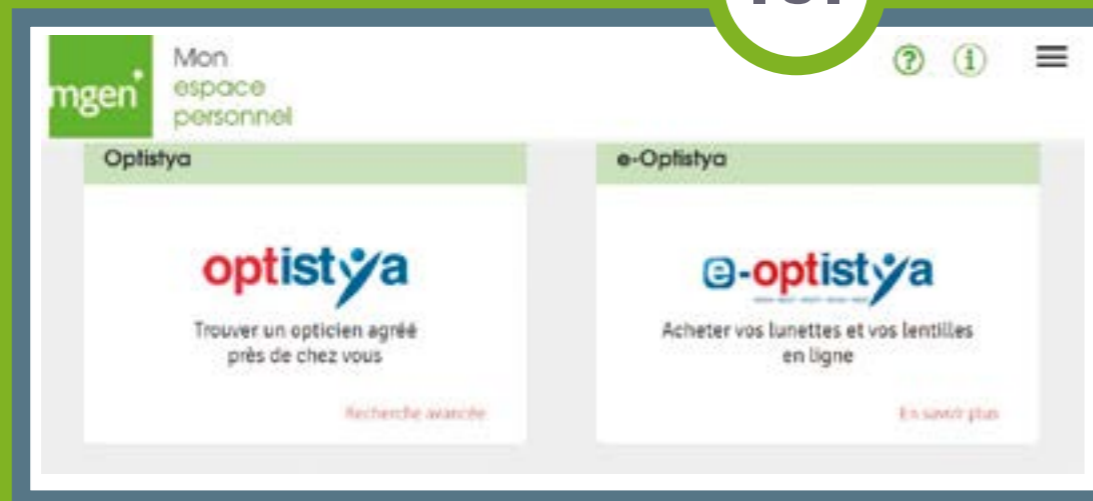 mgen
Mon
espace
personnel
Optistya
e-Optistya
optistya
e-optistya
Trouver un opticien agréé
près de chez vous
Acheter vos lunettes et vos lentilles
en ligne
Recherche avancée
En savoir plus